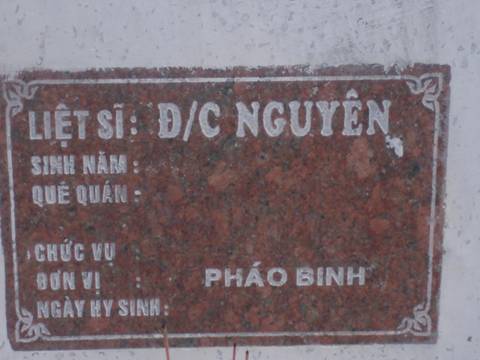 LIỆT SĨ: Đ/C NGUYÊN
SINH NĂM :
QUÊ QUÁN :
CHỨC VỤ :
ĐƠN VỊ : PHÁO BINH
NGÀY HY SINH :